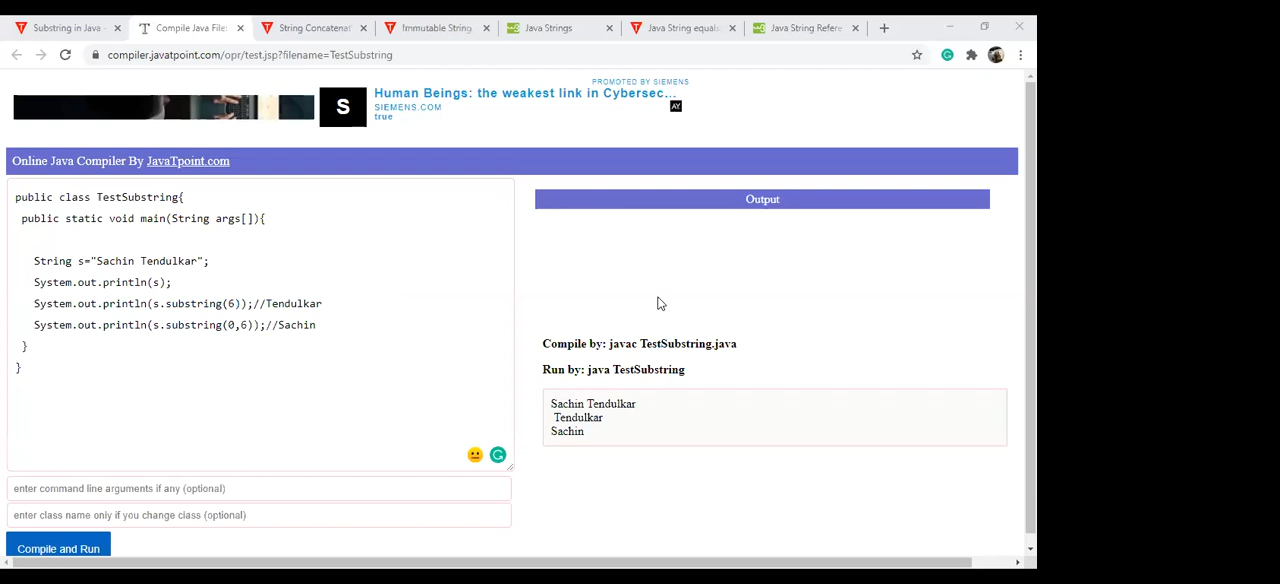 Substring in Java -
Compile Java File
String Concatenat
Immutable String
Java Strings
Java String equals
Java String Refere
compiler.javatpoint.com/opr/test.jsp?filename=TestSubstring
PROMOTED BY SIEMENS
S
Human Beings: the weakest link in Cybersec...
SIEMENS.COM
true
Online Java Compiler By JavaTpoint.com
public class TestSubstring{
public static void main(String args[]){
String s="Sachin Tendulkar";
System.out.println(s);
System.out.println(s.substring(6));//Tendulkar
System.out.println(s.substring(0,6));//Sachin
}
}
enter command line arguments if any (optional)
enter class name onliy if you change class (optional)
Compile and Run
Output
Compile by: javac TestSubstring.java
Run by: java TestSubstring
Sachin Tendulkar
Tendulkar
Sachin